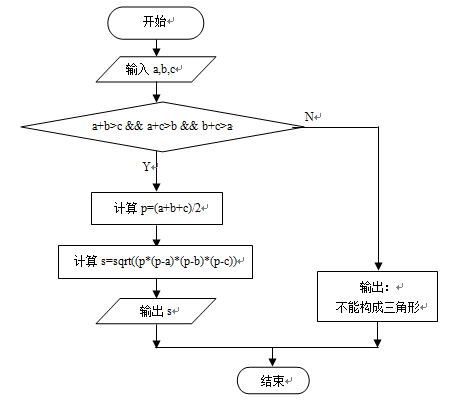 开始
输入 a,b,c
a+b>c && a+c>b && b+c>a
N
Y
计算 p=(a+b+c)/2
计算 s=sqrt((p*(p-a)*(p-b)*(p-c))
输出 s
输出：
不能构成三角形
结束